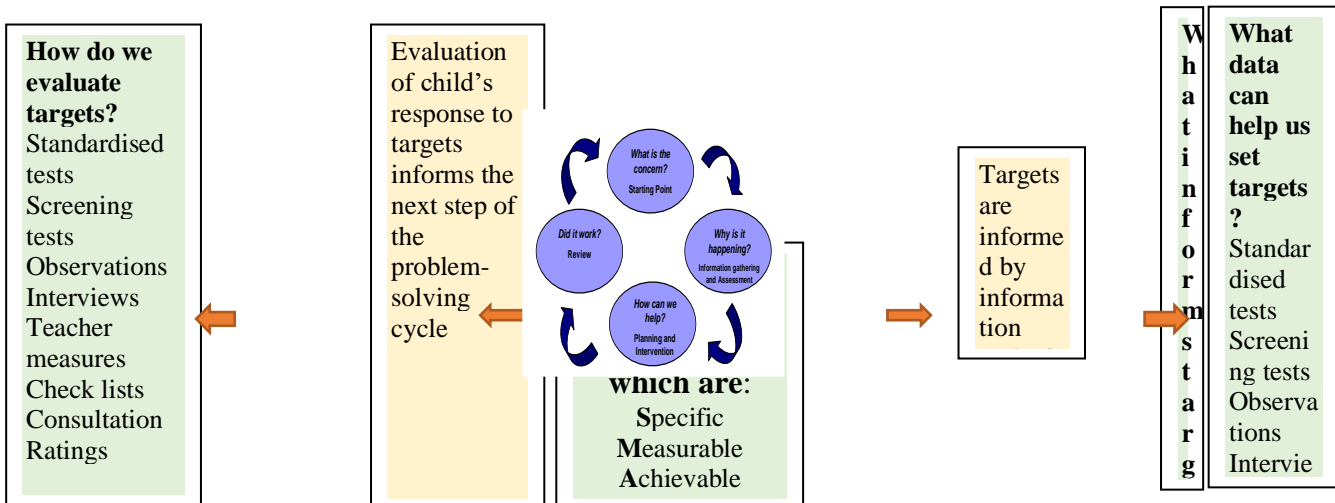 How do we
evaluate
targets?
Standardised
tests
Screening
tests
Observations
Interviews
Teacher
measures
Check lists
Consultation
Ratings
Evaluation
of child’s
response to
targets
informs the
next step of
the
problem-
solving
cycle
What is the
concern?
Starting Point
Did it work?
Review
Why is it
happening?
Information gathering
and Assessment
How can we
help?
Planning and
Intervention
which are:
Specific
Measurable
Achievable
Targets
are
informe
d by
informa
tion
W
h
a
t
i
n
f
o
r
m
s
t
a
r
g
What
data
can
help us
set
targets
?
Standar
dised
tests
Screeni
ng tests
Observa
tions
Intervie